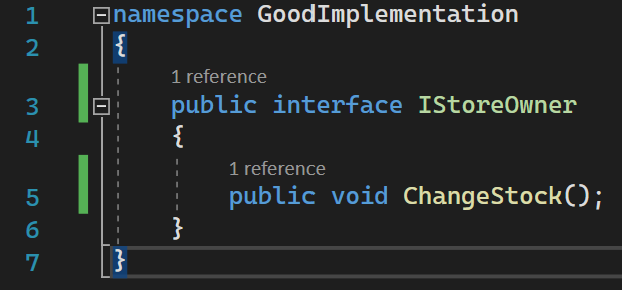 1 namespace GoodImplementation
2 {
1 reference
3 public interface IStoreOwner
4 {
1 reference
5 public void ChangeStock();
6 }
7 }